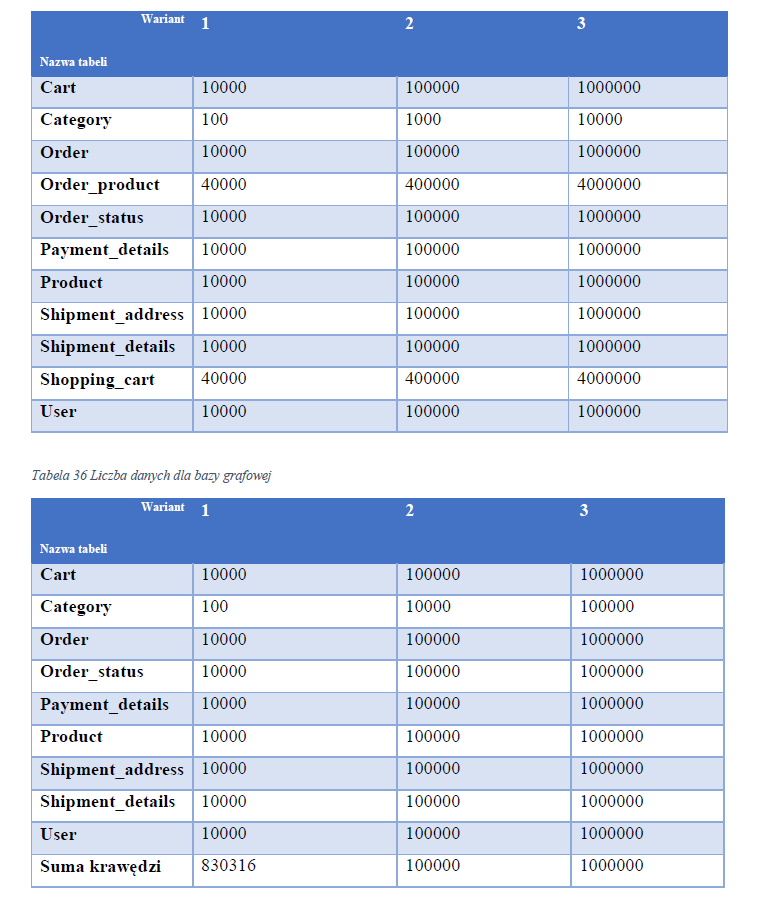 Wariant 1 2 3
Nazwa tabeli
Cart 10000 100000 1000000
Category 100 1000 10000
Order 10000 100000 1000000
Order_product 40000 400000 4000000
Order_status 10000 100000 1000000
Payment_details 10000 100000 1000000
Product 10000 100000 1000000
Shipment_address 10000 100000 1000000
Shipment_details 10000 100000 1000000
Shopping_cart 40000 400000 4000000
User 10000 100000 1000000
Tabela 36 Liczba danych dla bazy grafowej
Wariant 1 2 3
Nazwa tabeli
Cart 10000 100000 1000000
Category 100 10000 100000
Order 10000 100000 1000000
Order_status 10000 100000 1000000
Payment_details 10000 100000 1000000
Product 10000 100000 1000000
Shipment_address 10000 100000 1000000
Shipment_details 10000 100000 1000000
User 10000 100000 1000000
Suma krawędzi 830316 100000 1000000